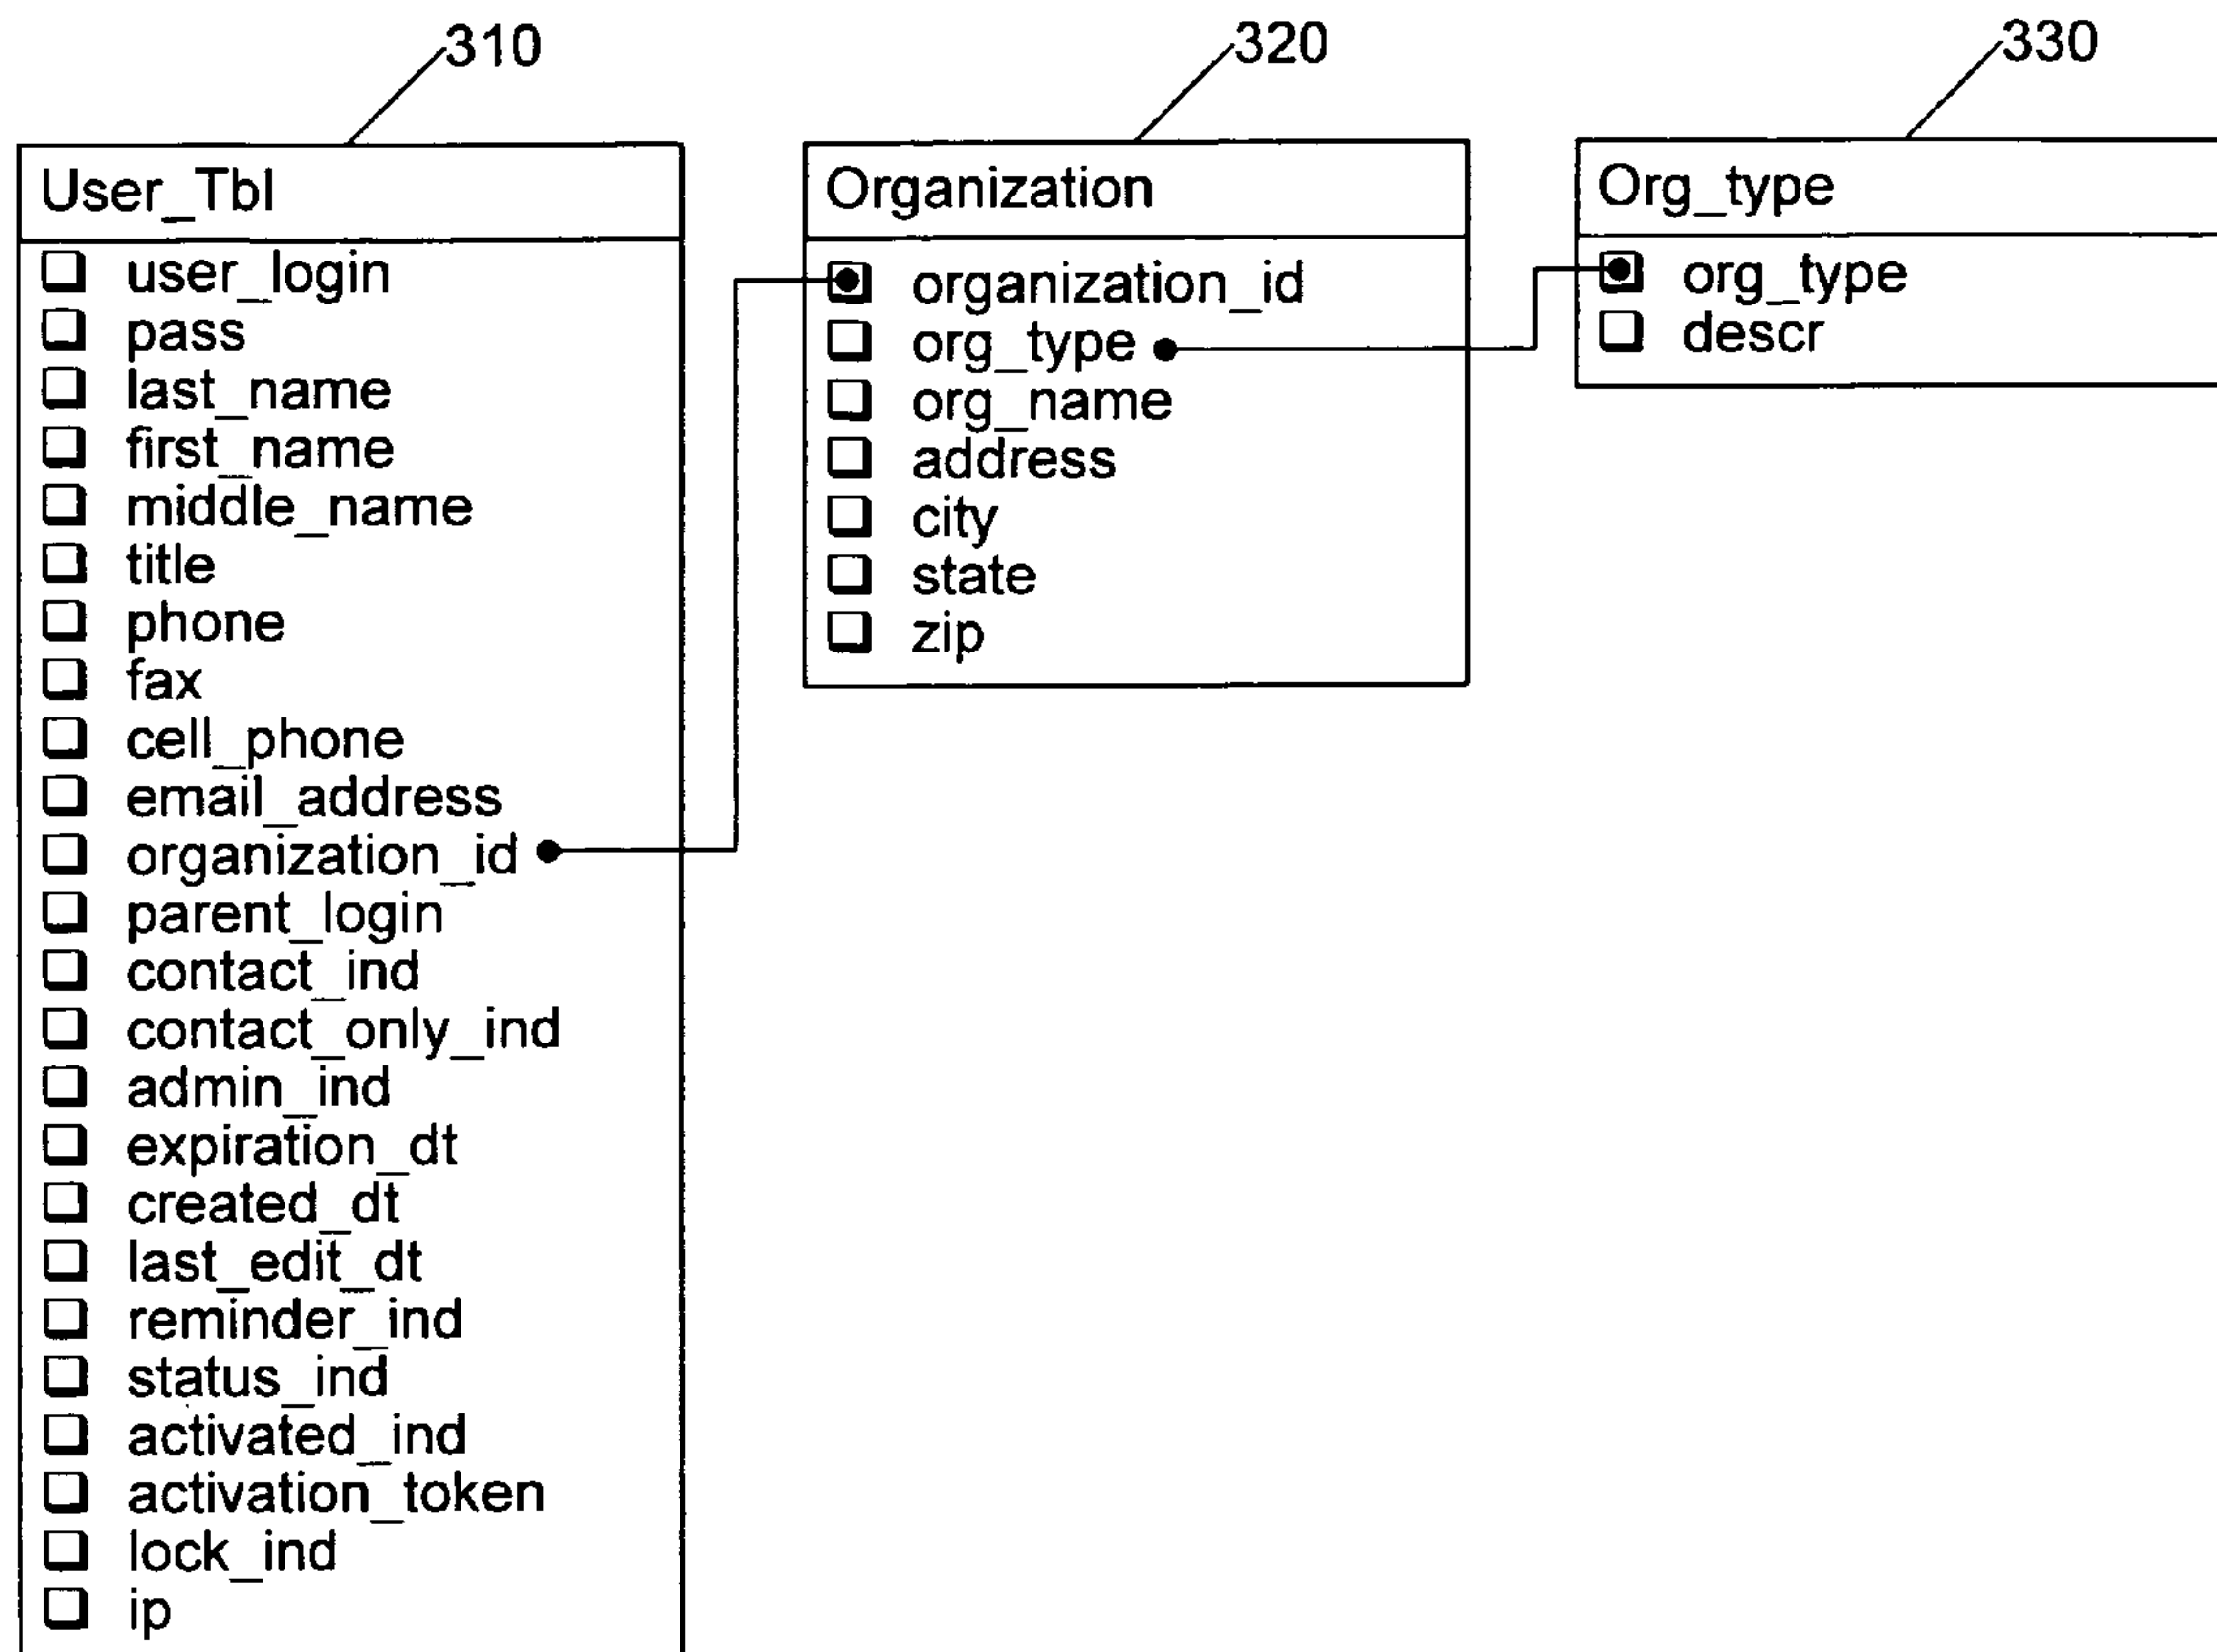 310
320
330
User_Tbl
user_login
pass
last_name
first_name
middle_name
title
phone
fax
cell_phone
email_address
organization_id
parent_login
contact_ind
contact_only_ind
admin_ind
expiration_dt
created_dt
last_edit_dt
reminder_ind
status_ind
activated_ind
activation_token
lock_ind
ip
Organization
organization_id
org_type
org_name
address
city
state
zip
Org_type
org_type
descr